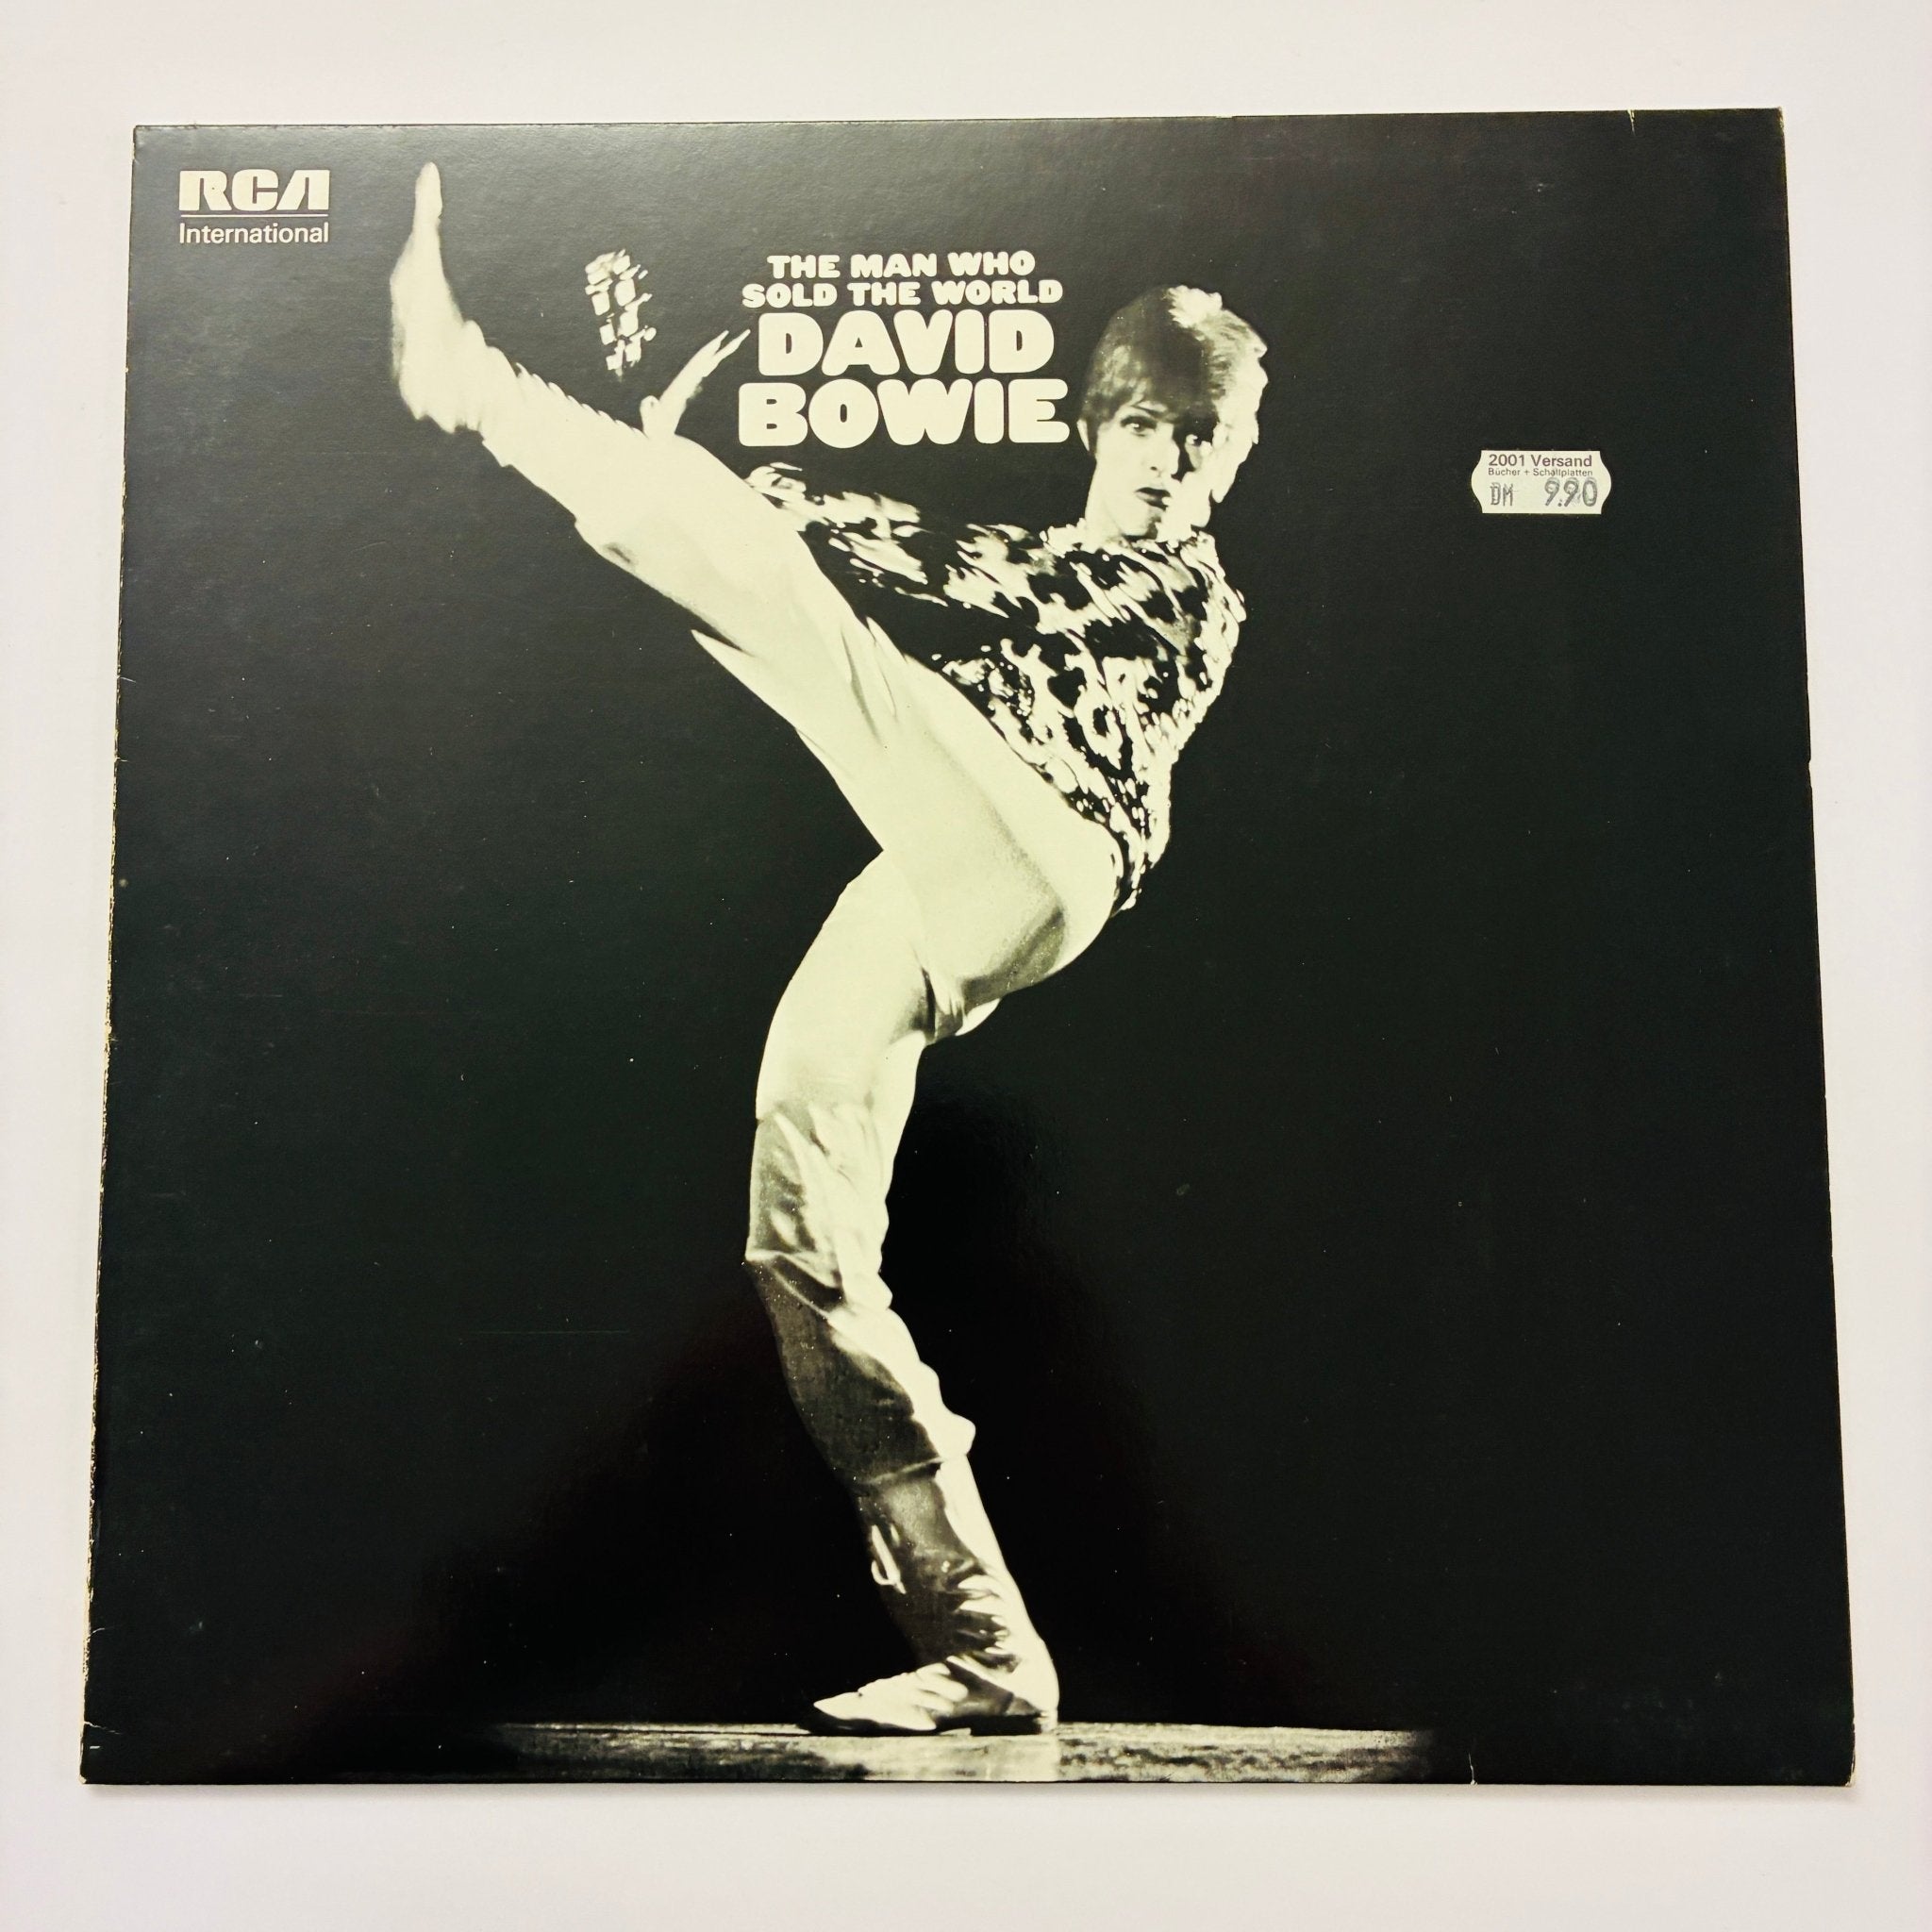 RCA
International
THE MAN WHO
SOLD THE WORLD
DAVID
BOWIE
2001 Versand
Bücher + Schallplatten
DM 9.90